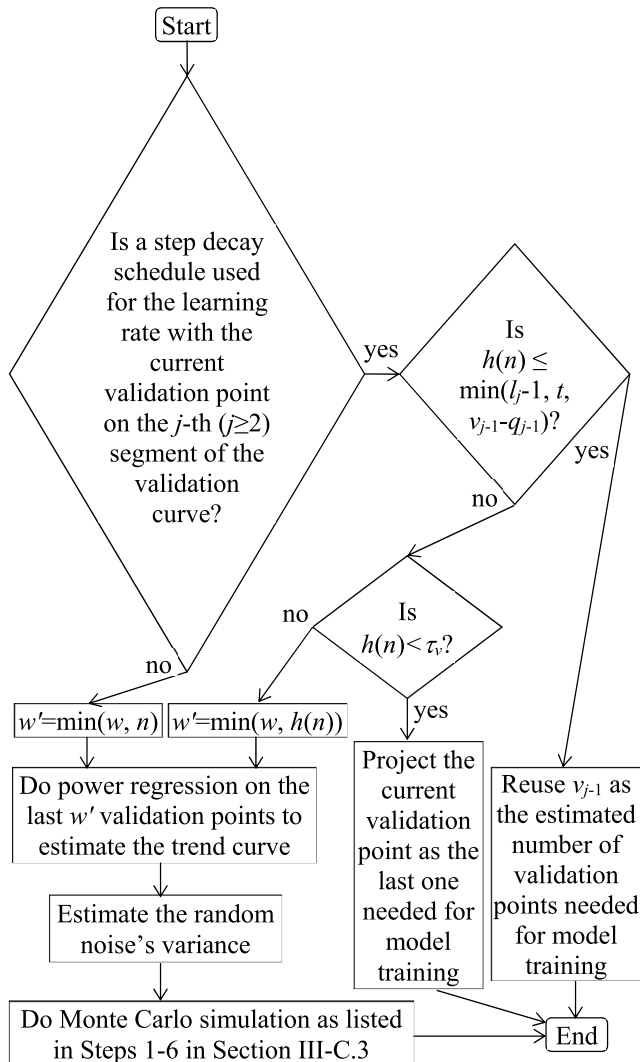 Start
Is a step decay
schedule used
for the learning
rate with the
current
validation point
on the j-th (j≥2)
segment of the
validation
curve?
yes
Is
h(n) ≤
min(lⱼ-1, t,
vⱼ₋₁-qⱼ₋₁)?
yes
no
Is
h(n)< τᵥ?
no
yes
no
w′=min(w, n)
w′=min(w, h(n))
Do power regression on the
last w′ validation points to
estimate the trend curve
Estimate the random
noise’s variance
Do Monte Carlo simulation as listed
in Steps 1-6 in Section III-C.3
Project the
current
validation
point as the
last one
needed for
model
training
Reuse vⱼ₋₁ as
the estimated
number of
validation
points needed
for model
training
End